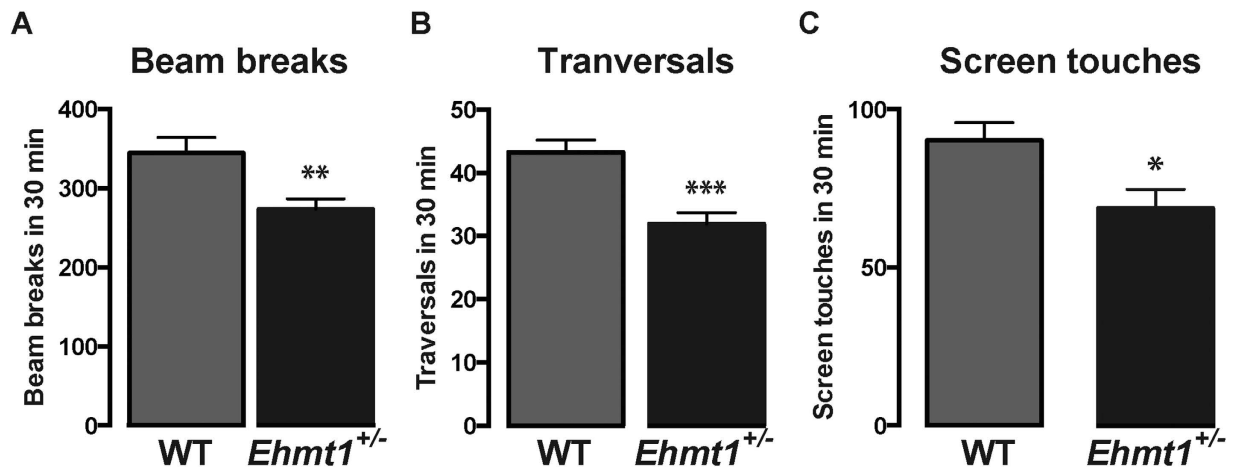 A
Beam breaks
Beam breaks in 30 min
400
300
200
100
0
**
WT
Ehmt1+/-
B
Tranversals
Traversals in 30 min
50
40
30
20
10
0
***
WT
Ehmt1+/-
C
Screen touches
Screen touches in 30 min
100
50
0
*
WT
Ehmt1+/-